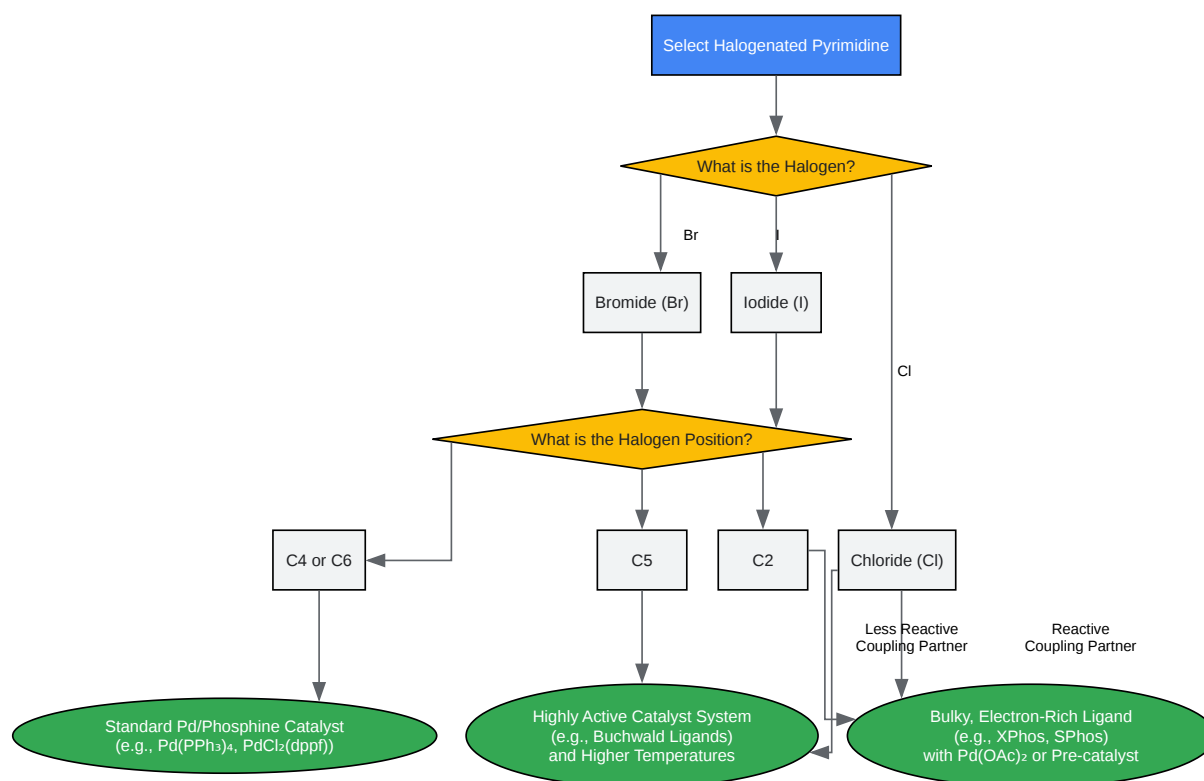 Select Halogenated Pyrimidine
What is the Halogen?
Br
I
Bromide (Br)
Iodide (I)
Cl
What is the Halogen Position?
C4 or C6
C5
C2
Chloride (Cl)
Less Reactive
Coupling Partner
Reactive
Coupling Partner
Standard Pd/Phosphine Catalyst
(e.g., Pd(PPh₃)₄, PdCl₂(dppf))
Highly Active Catalyst System
(e.g., Buchwald Ligands)
and Higher Temperatures
Bulky, Electron-Rich Ligand
(e.g., XPhos, SPhos)
with Pd(OAc)₂ or Pre-catalyst